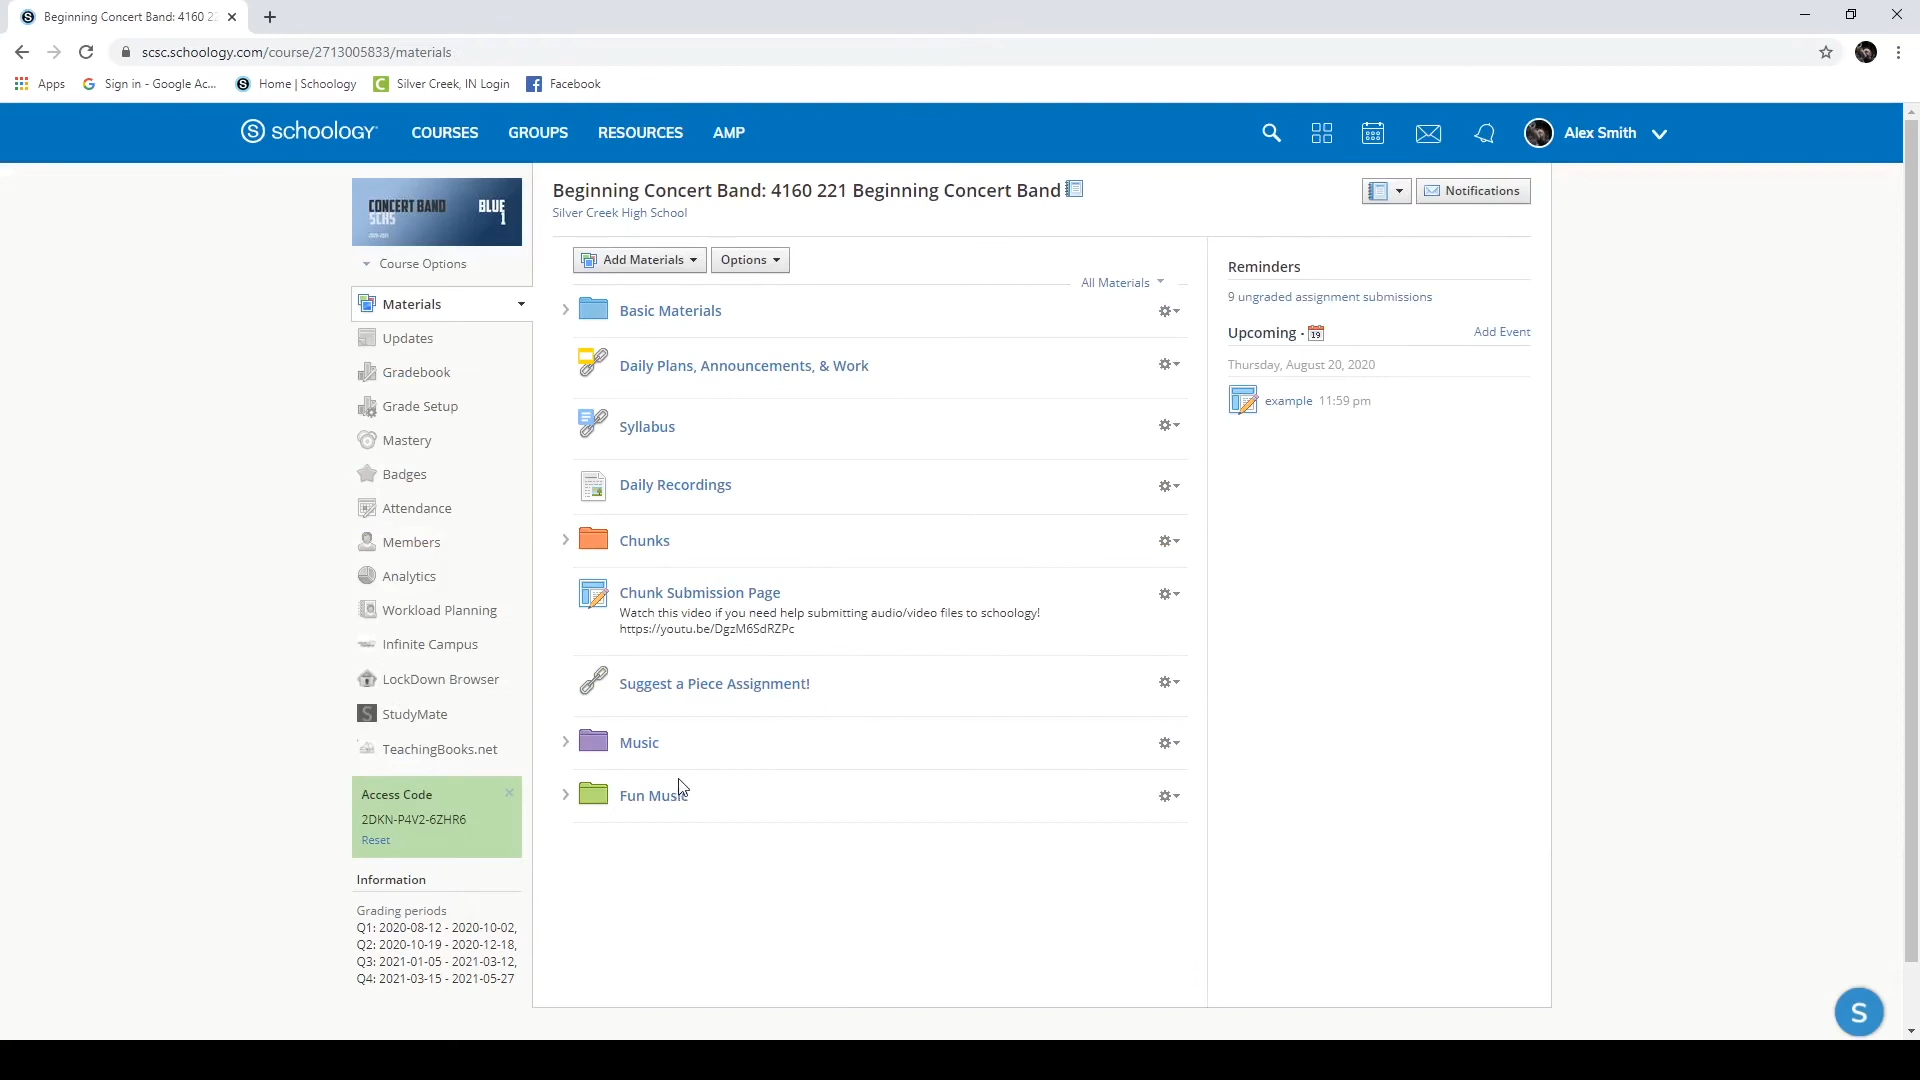 Beginning Concert Band: 4160 22
scsc.schoology.com/course/2713005833/materials
Apps
Sign in - Google Ac...
Home | Schoology
Silver Creek, IN Login
Facebook
schoology
COURSES
GROUPS
RESOURCES
AMP
Alex Smith
CONCERT BAND
SCHS
BLUE
1
Course Options
Materials
Updates
Gradebook
Grade Setup
Mastery
Badges
Attendance
Members
Analytics
Workload Planning
Infinite Campus
LockDown Browser
StudyMate
TeachingBooks.net
Access Code
2DKN-P4V2-6ZHR6
Reset
Information
Grading periods
Q1: 2020-08-12 - 2020-10-02,
Q2: 2020-10-19 - 2020-12-18,
Q3: 2021-01-05 - 2021-03-12,
Q4: 2021-03-15 - 2021-05-27
Beginning Concert Band: 4160 221 Beginning Concert Band
Silver Creek High School
Notifications
Add Materials
Options
All Materials
Basic Materials
Daily Plans, Announcements, & Work
Syllabus
Daily Recordings
Chunks
Chunk Submission Page
Watch this video if you need help submitting audio/video files to schoology!
https://youtu.be/DgzM6SdRZPc
Suggest a Piece Assignment!
Music
Fun Music
Reminders
9 ungraded assignment submissions
Upcoming · 19
Add Event
Thursday, August 20, 2020
example 11:59 pm
S